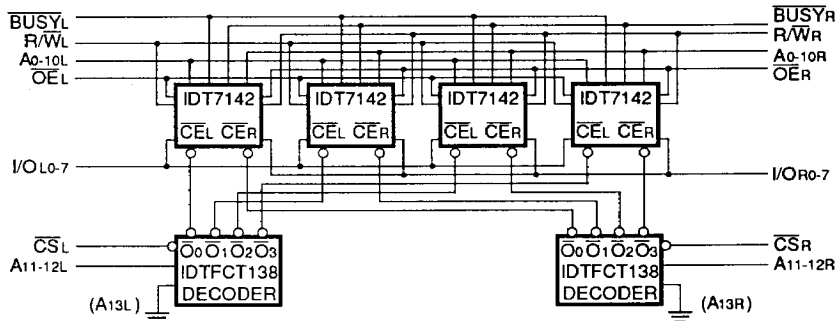 BUSYL BUSYR
R/WL R/WR
A0-10L A0-10R
OEL OER
IDT7142 IDT7142 IDT7142 IDT7142
CEL CER CEL CER CEL CER CEL CER
I/OL0-7 I/OR0-7
CSL O0 O1 O2 O3 O0 O1 O2 O3 CSR
A11-12L IDTFCT138 IDTFCT138 A11-12R
(A13L) DECODER DECODER (A13R)